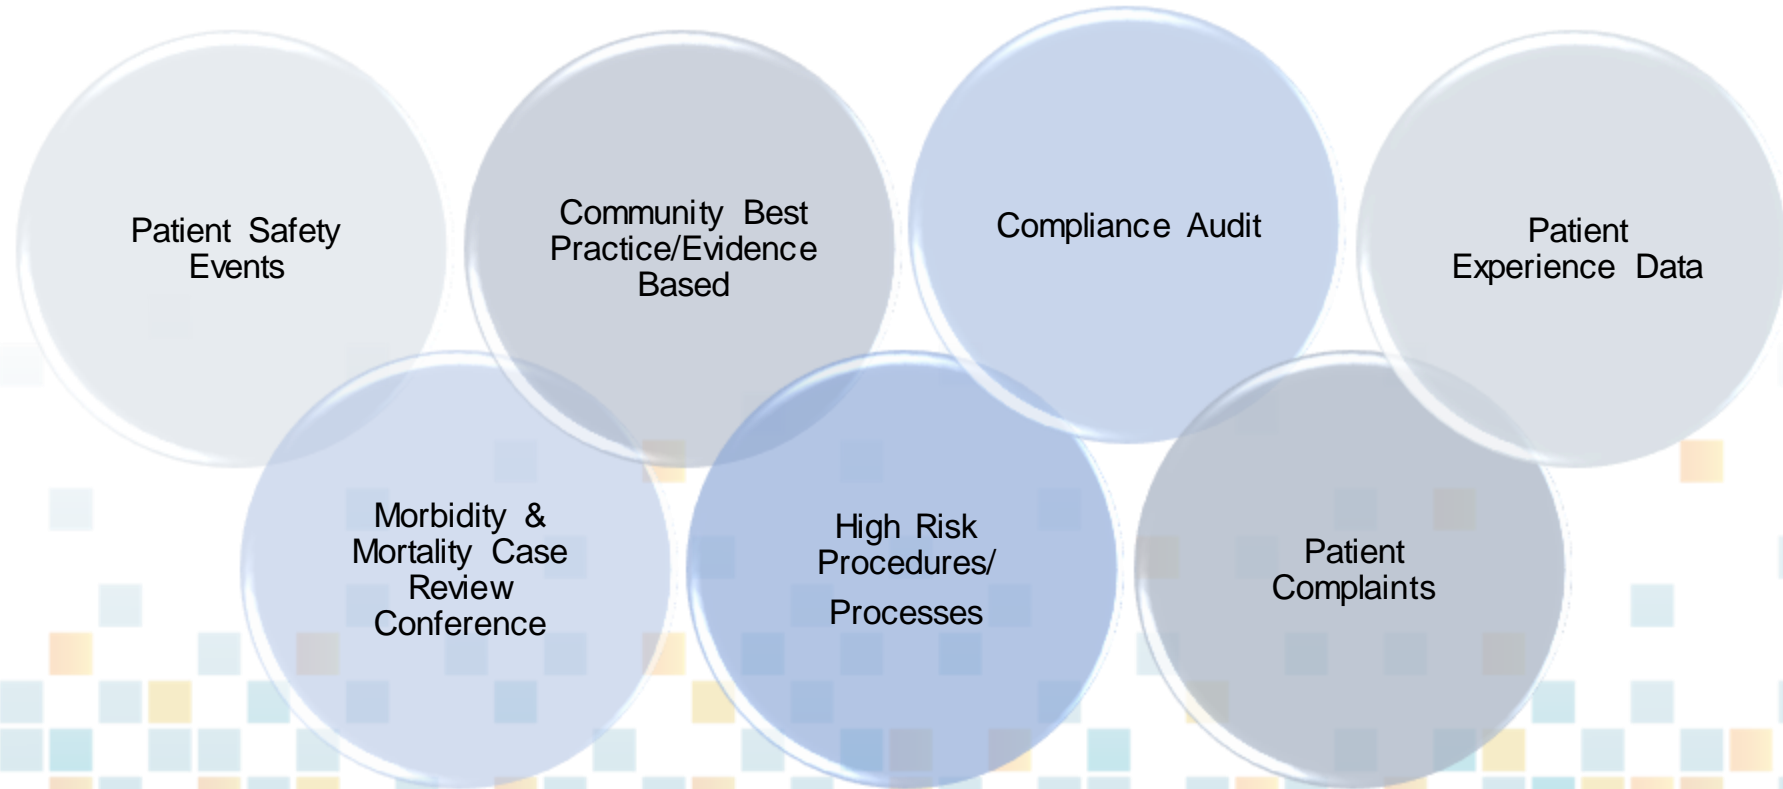 Patient Safety
Events
Community Best
Practice/Evidence
Based
Compliance Audit
Patient
Experience Data
Morbidity &
Mortality Case
Review
Conference
High Risk
Procedures/
Processes
Patient
Complaints